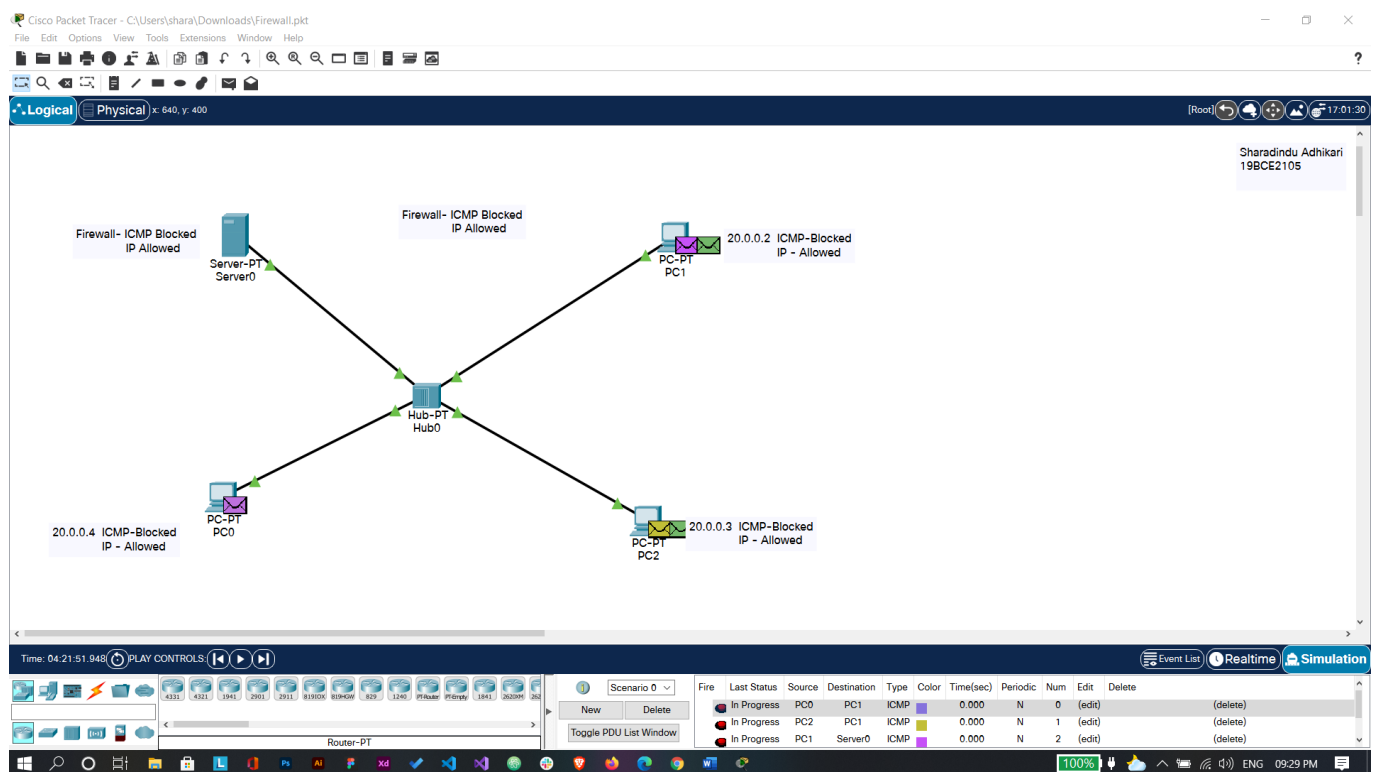 Cisco Packet Tracer - C:\Users\shara\Downloads\Firewall.pkt
File Edit Options View Tools Extensions Window Help
?
Logical Physical x: 640, y: 400 [Root] 17:01:30
Sharadindu Adhikari
19BCE2105
Firewall- ICMP Blocked
IP Allowed
Firewall- ICMP Blocked
IP Allowed
Server-PT
Server0
PC-PT
PC1
20.0.0.2 ICMP-Blocked
IP - Allowed
Hub-PT
Hub0
PC-PT
PC0
20.0.0.4 ICMP-Blocked
IP - Allowed
PC-PT
PC2
20.0.0.3 ICMP-Blocked
IP - Allowed
Time: 04:21:51.948 PLAY CONTROLS: Event List Realtime Simulation
4331 4321 1941 2901 2911 819IOX 819HGW 829 1240 PT-Router PT-Empty 1841 2620XM 262
Router-PT
Scenario 0
New Delete
Toggle PDU List Window
Fire Last Status Source Destination Type Color Time(sec) Periodic Num Edit Delete
In Progress PC0 PC1 ICMP 0.000 N 0 (edit) (delete)
In Progress PC2 PC1 ICMP 0.000 N 1 (edit) (delete)
In Progress PC1 Server0 ICMP 0.000 N 2 (edit) (delete)
100% ENG 09:29 PM